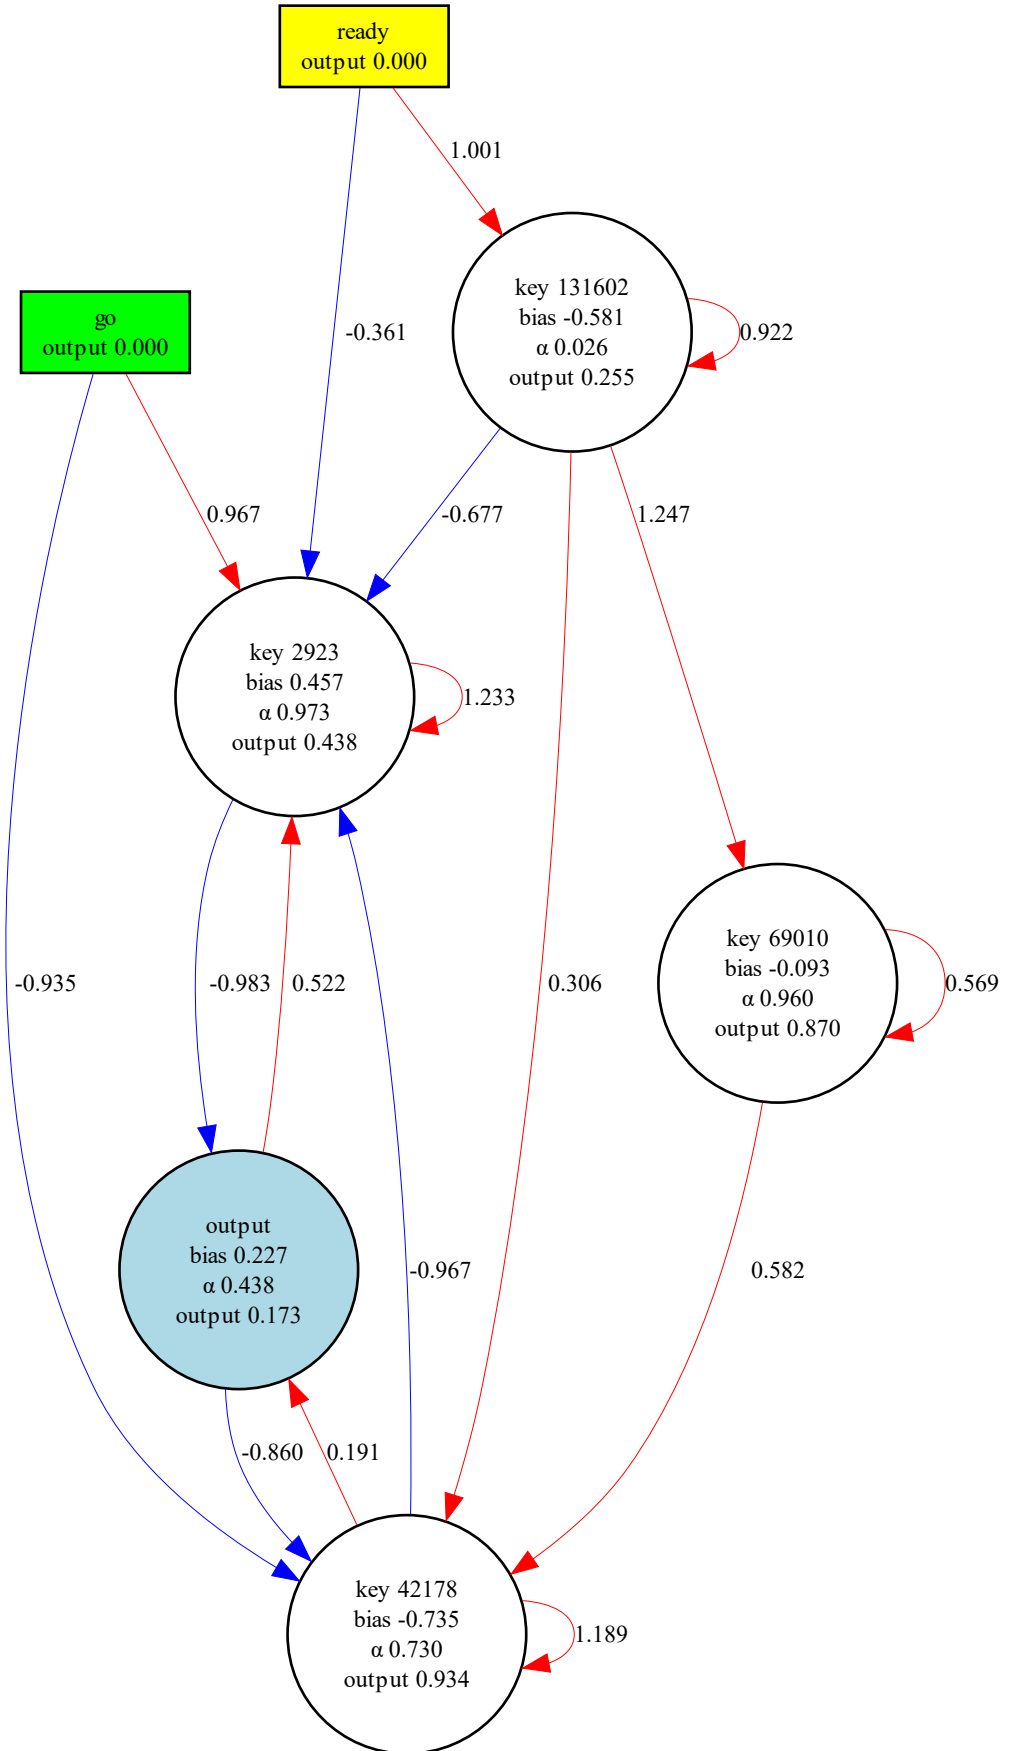 ready
output 0.000
1.001
key 131602
bias -0.581
α 0.026
output 0.255
0.922
go
output 0.000
-0.361
0.967
-0.677
1.247
key 2923
bias 0.457
α 0.973
output 0.438
1.233
key 69010
bias -0.093
α 0.960
output 0.870
0.569
-0.935
-0.983
0.522
0.306
output
bias 0.227
α 0.438
output 0.173
-0.967
0.582
-0.860
0.191
key 42178
bias -0.735
α 0.730
output 0.934
1.189